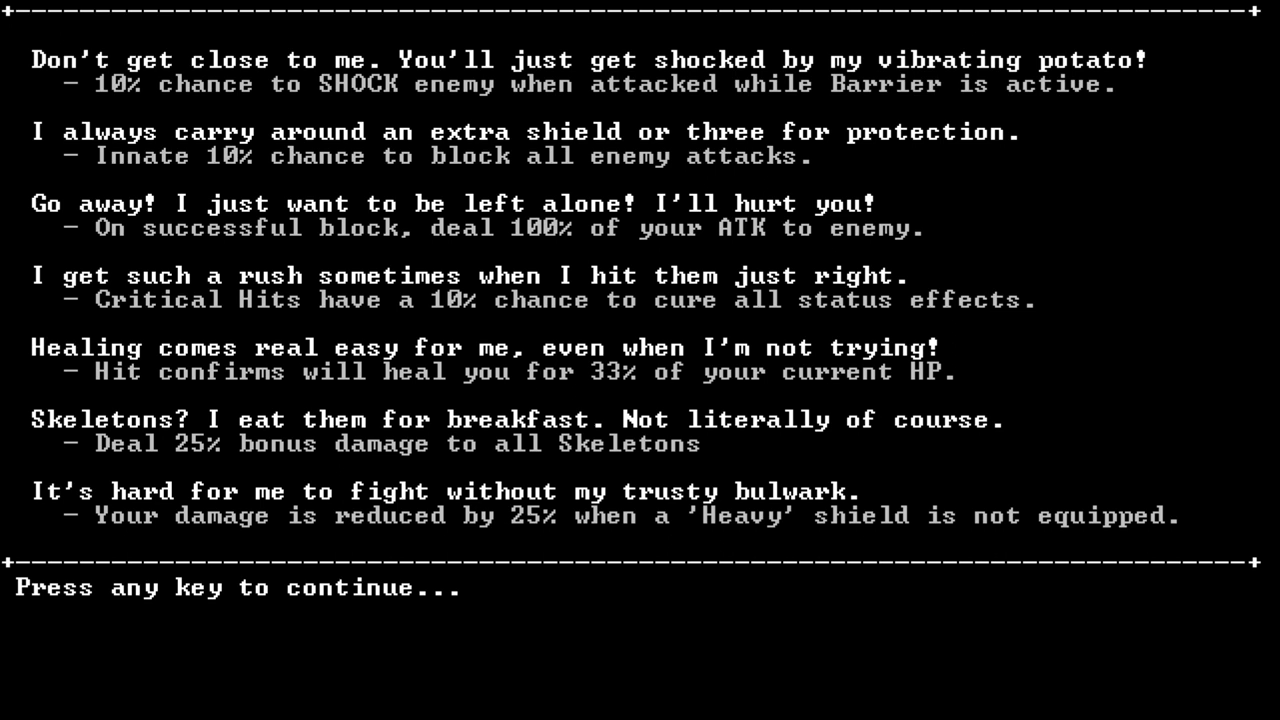 Don't get close to me. You'll just get shocked by my vibrating potato!
- 10% chance to SHOCK enemy when attacked while Barrier is active.
I always carry around an extra shield or three for protection.
- Innate 10% chance to block all enemy attacks.
Go away! I just want to be left alone! I'll hurt you!
- On successful block, deal 100% of your ATK to enemy.
I get such a rush sometimes when I hit them just right.
- Critical Hits have a 10% chance to cure all status effects.
Healing comes real easy for me, even when I'm not trying!
- Hit confirms will heal you for 33% of your current HP.
Skeletons? I eat them for breakfast. Not literally of course.
- Deal 25% bonus damage to all Skeletons
It's hard for me to fight without my trusty bulwark.
- Your damage is reduced by 25% when a 'Heavy' shield is not equipped.
Press any key to continue...